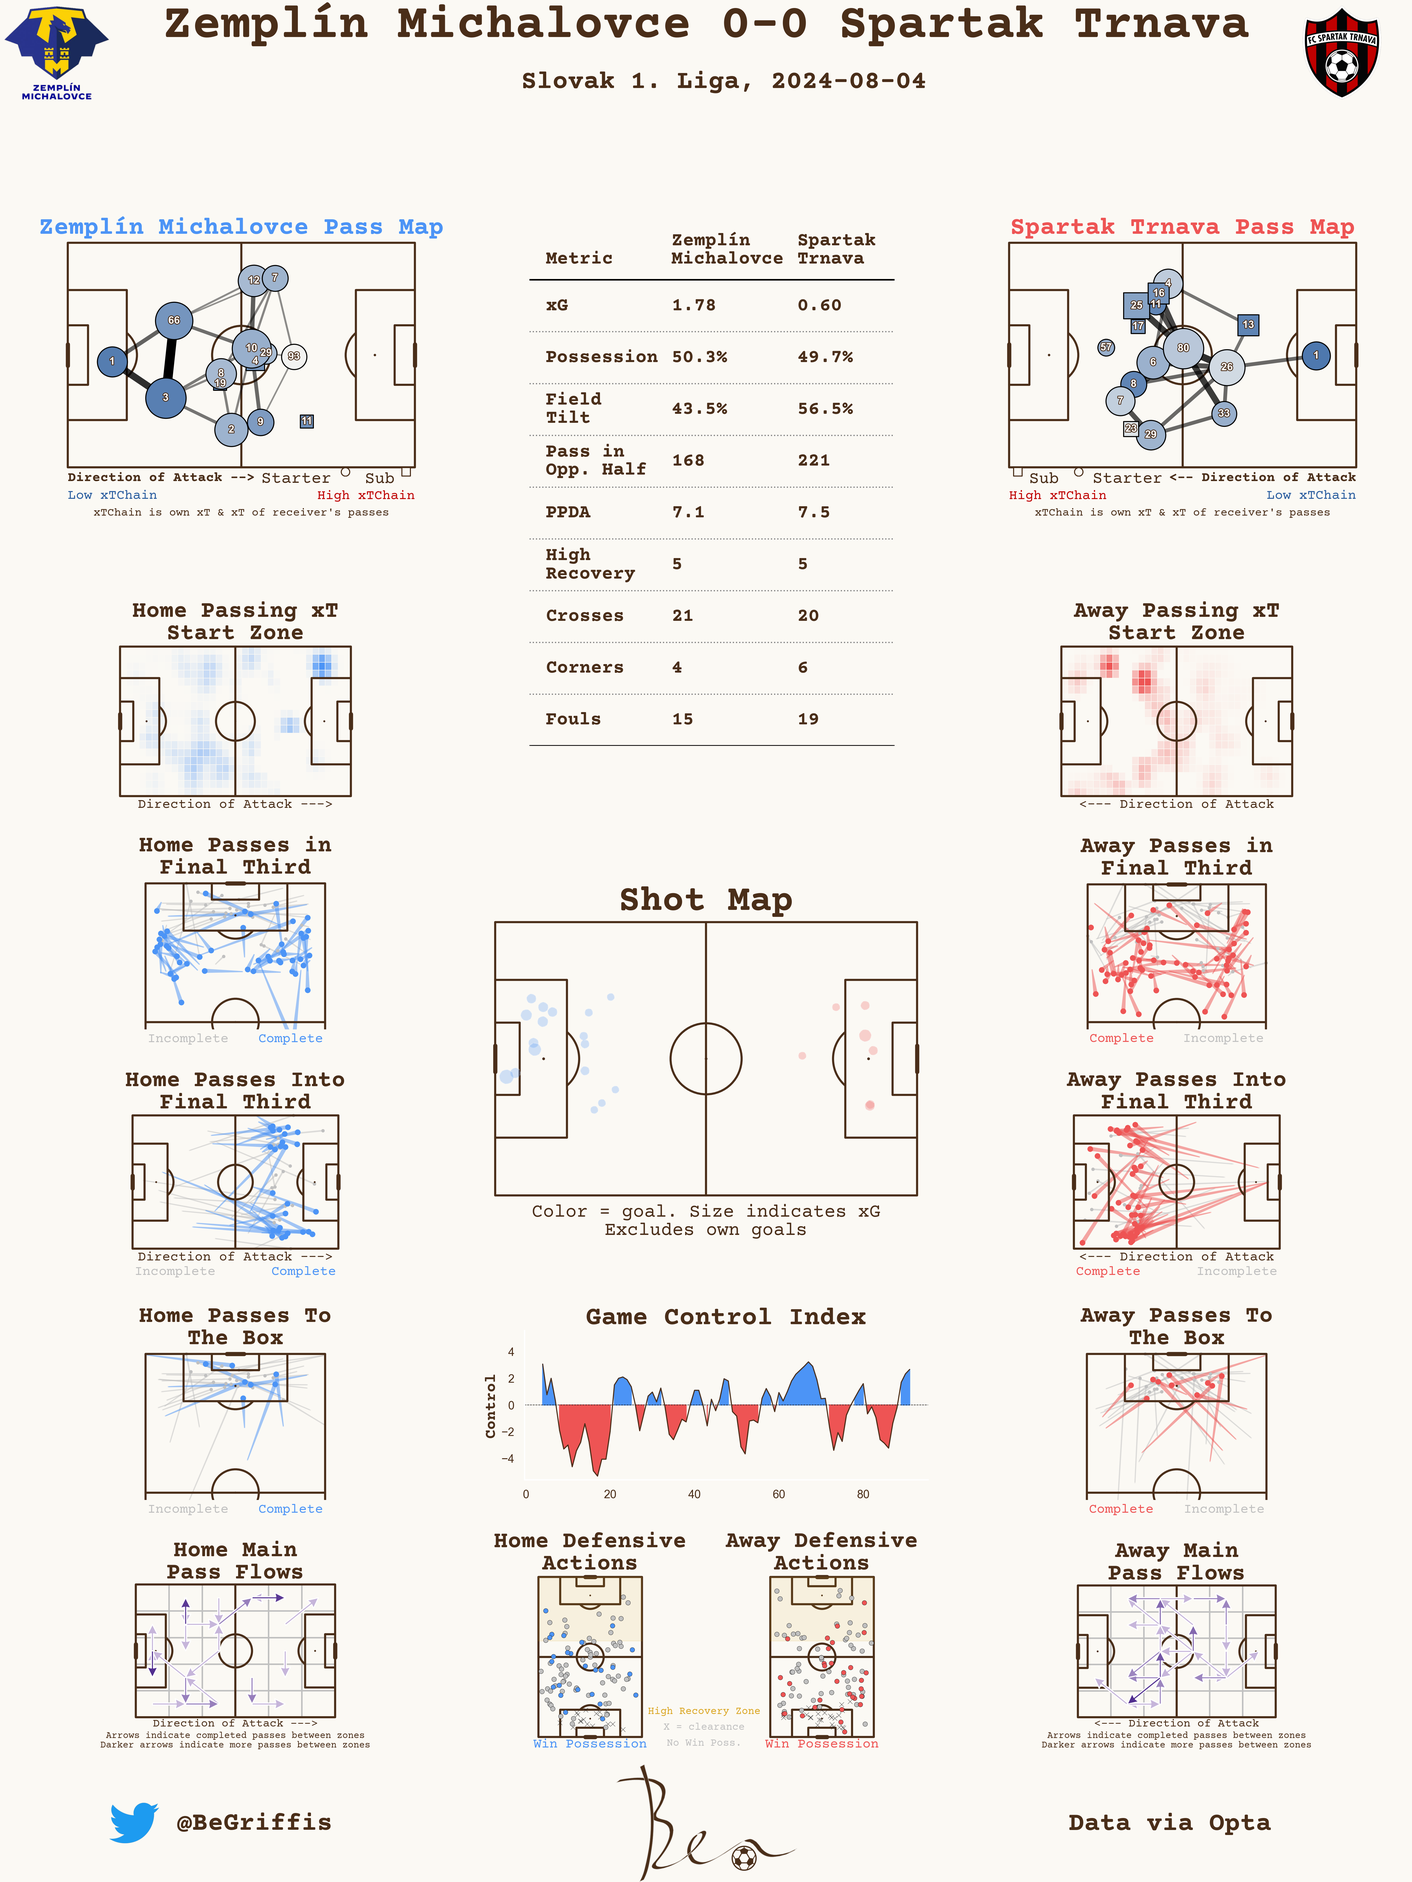 Zemplín Michalovce 0-0 Spartak Trnava
Slovak 1. Liga, 2024-08-04
ZEMPLÍN
MICHALOVCE
FC SPARTAK TRNAVA
Zemplín Michalovce Pass Map
12
7
66
1
10
29
4
93
8
19
3
9
2
11
Direction of Attack --> Starter Sub
Low xTChain High xTChain
xTChain is own xT & xT of receiver's passes
Metric Zemplín Michalovce Spartak Trnava
xG 1.78 0.60
Possession 50.3% 49.7%
Field Tilt 43.5% 56.5%
Pass in Opp. Half 168 221
PPDA 7.1 7.5
High Recovery 5 5
Crosses 21 20
Corners 4 6
Fouls 15 19
Spartak Trnava Pass Map
4
16
25
11
17
13
57
80
1
6
26
8
7
33
23
29
Sub Starter <-- Direction of Attack
High xTChain Low xTChain
xTChain is own xT & xT of receiver's passes
Home Passing xT
Start Zone
Direction of Attack --->
Away Passing xT
Start Zone
<--- Direction of Attack
Home Passes in
Final Third
Incomplete Complete
Away Passes in
Final Third
Complete Incomplete
Shot Map
Color = goal. Size indicates xG
Excludes own goals
Home Passes Into
Final Third
Direction of Attack --->
Incomplete Complete
Away Passes Into
Final Third
<--- Direction of Attack
Complete Incomplete
Home Passes To
The Box
Incomplete Complete
Game Control Index
Control
4
2
0
−2
−4
0 20 40 60 80
Away Passes To
The Box
Complete Incomplete
Home Main
Pass Flows
Direction of Attack --->
Arrows indicate completed passes between zones
Darker arrows indicate more passes between zones
Home Defensive
Actions
Win Possession
Away Defensive
Actions
Win Possession
High Recovery Zone
X = clearance
No Win Poss.
Away Main
Pass Flows
<--- Direction of Attack
Arrows indicate completed passes between zones
Darker arrows indicate more passes between zones
@BeGriffis
Ben
Data via Opta